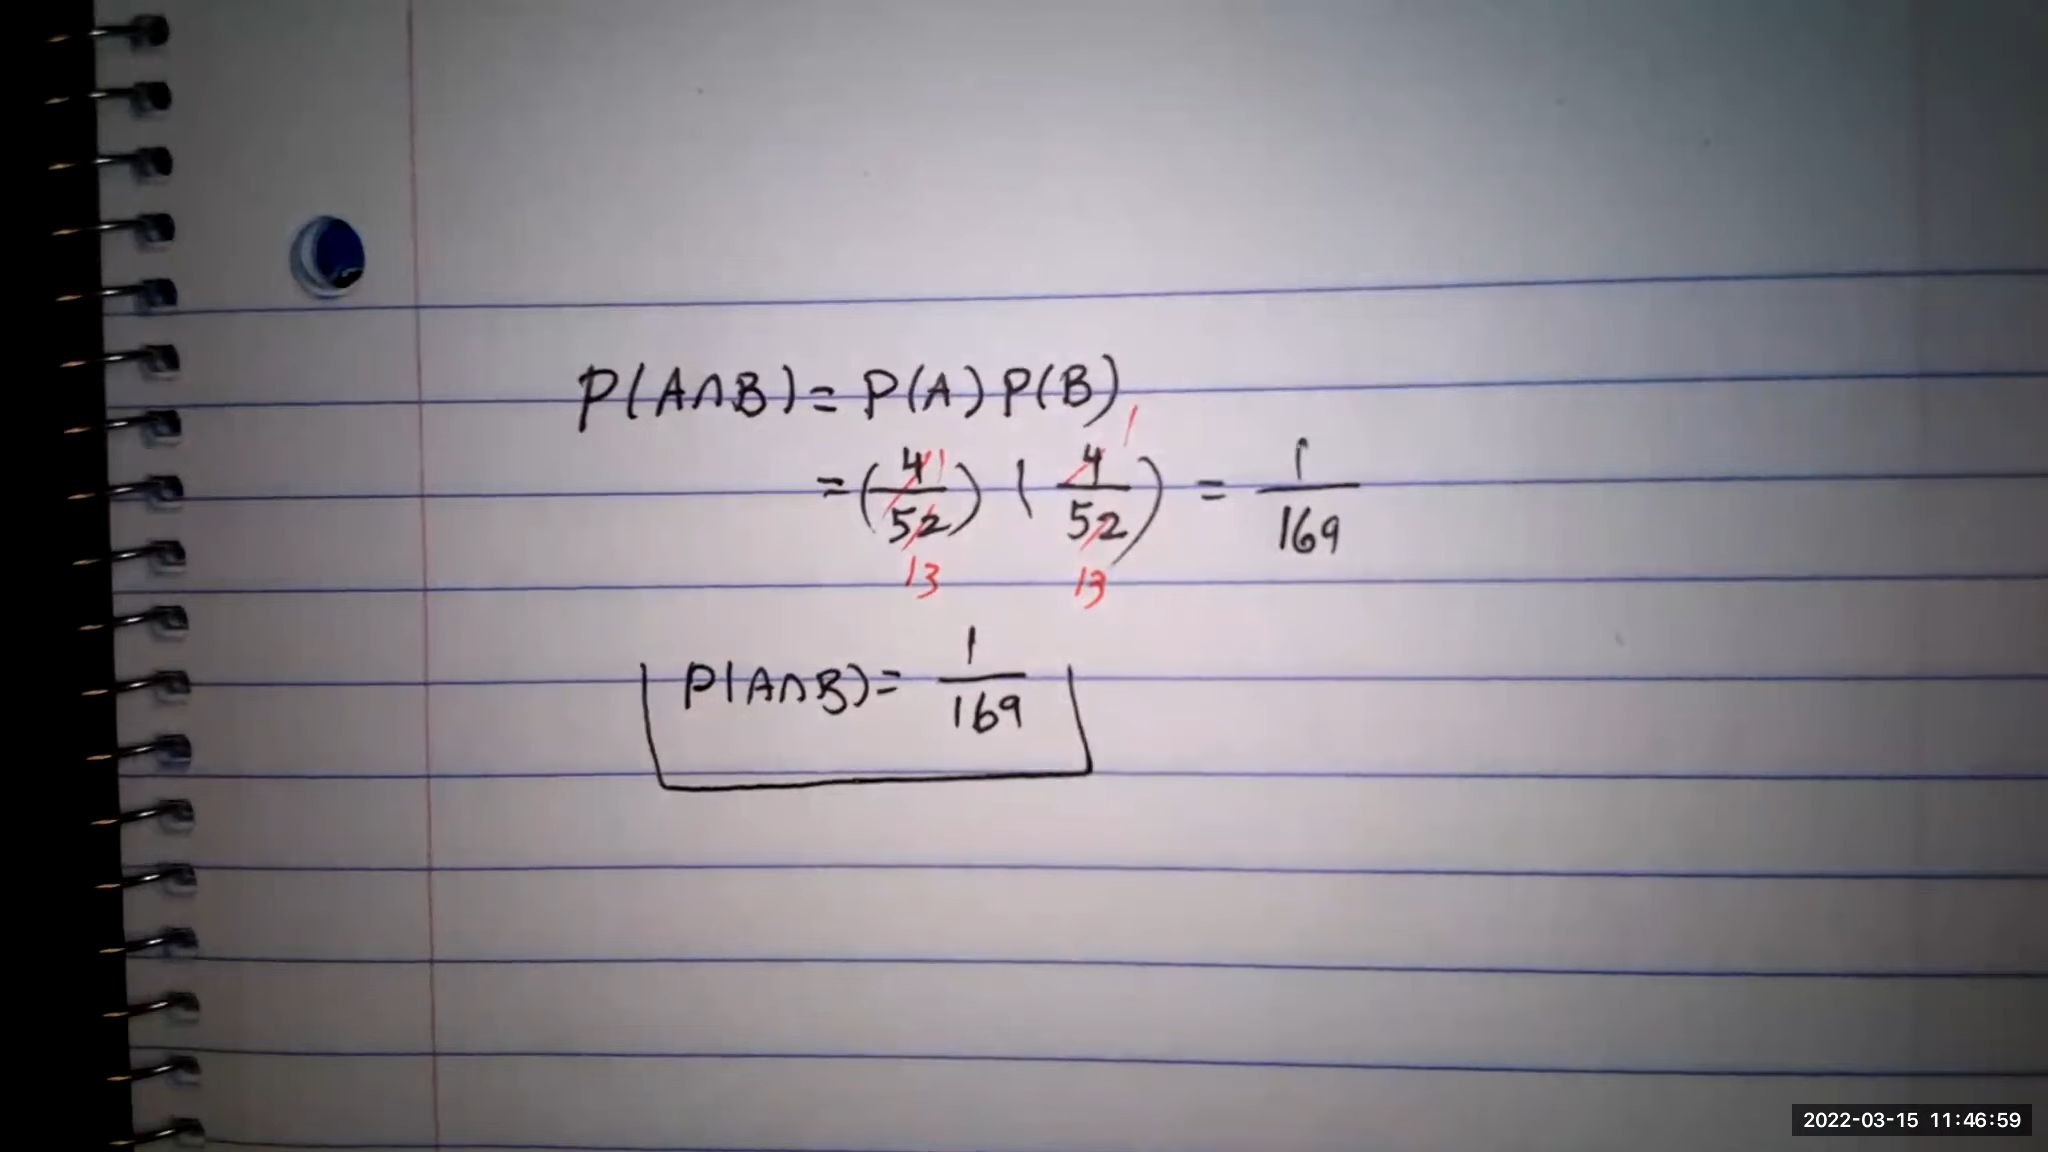 P(A∩B) = P(A) P(B)
= (4/52) (4/52) = 1/169
1 1
13 13
P(A∩B) = 1/169
2022-03-15 11:46:59